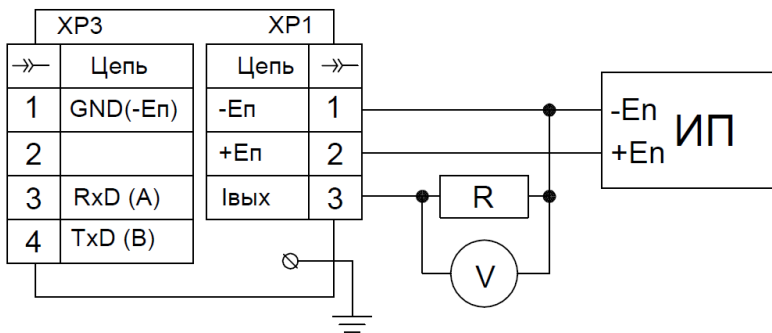 XP3
XP1
Цепь
Цепь
1 GND(-Eп)
-Eп 1
2
+Eп 2
3 RxD (A)
Iвых 3
4 TxD (B)
-En
+En
ИП
R
V